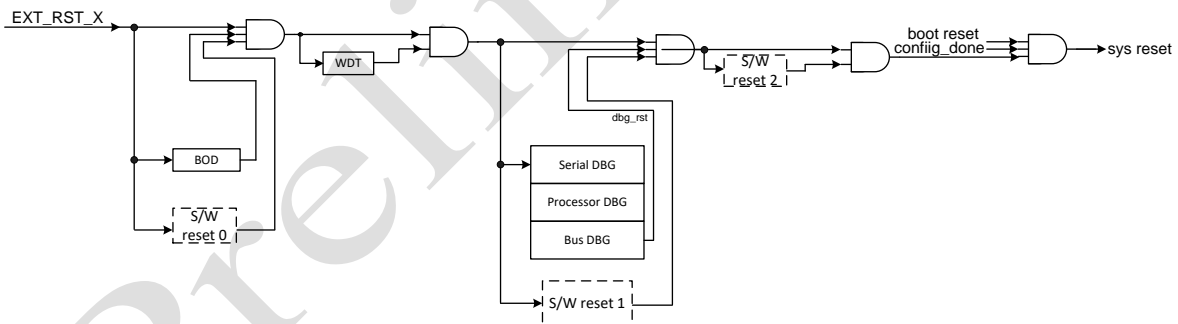 EXT_RST_X
WDT
BOD
S/W
reset 0
Serial DBG
Processor DBG
Bus DBG
S/W reset 1
dbg_rst
S/W
reset 2
boot reset
confiig_done
sys reset
Prelim